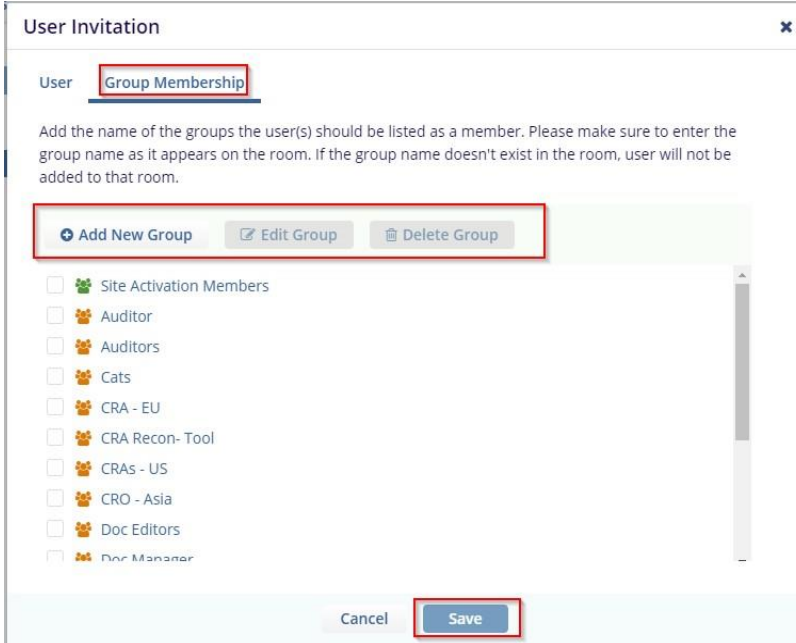 User Invitation
User Group Membership
Add the name of the groups the user(s) should be listed as a member. Please make sure to enter the
group name as it appears on the room. If the group name doesn't exist in the room, user will not be
added to that room.
Add New Group Edit Group Delete Group
Site Activation Members
Auditor
Auditors
Cats
CRA - EU
CRA Recon- Tool
CRAs - US
CRO - Asia
Doc Editors
Doc Manager
Cancel Save